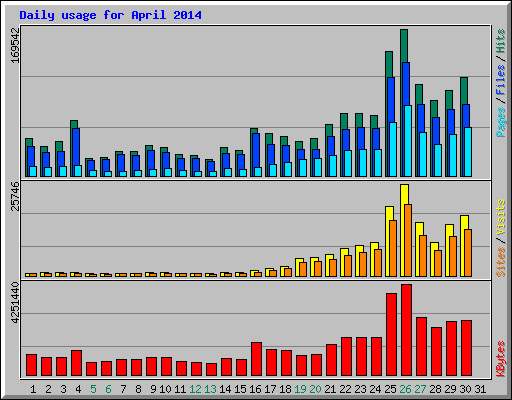 Daily usage for April 2014
169542
Pages / Files / Hits
25746
Sites / Visits
4251440
KBytes
1 2 3 4 5 6 7 8 9 10 11 12 13 14 15 16 17 18 19 20 21 22 23 24 25 26 27 28 29 30 31